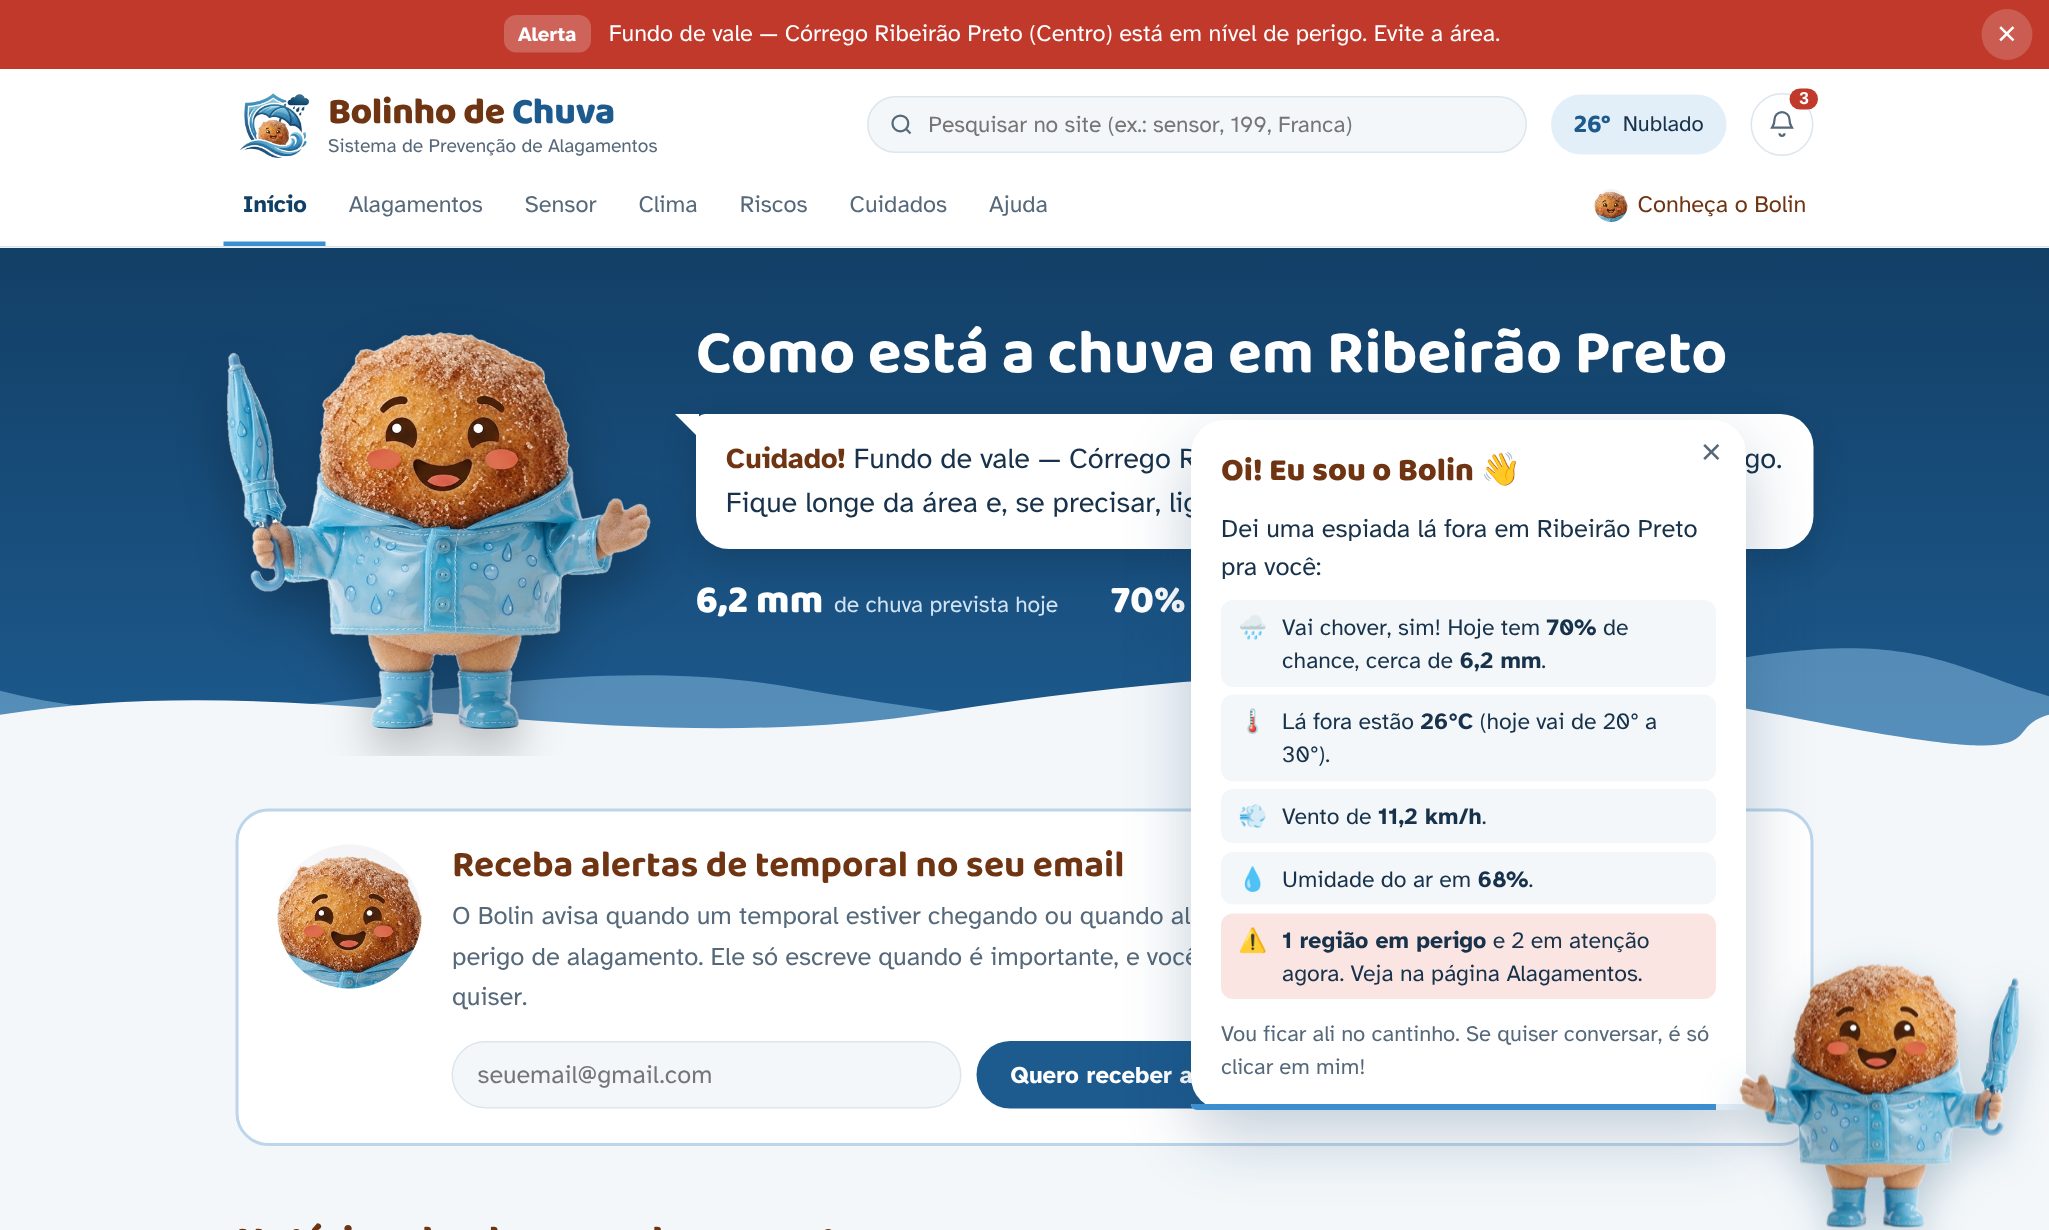 Alerta Fundo de vale — Córrego Ribeirão Preto (Centro) está em nível de perigo. Evite a área.
Bolinho de Chuva
Sistema de Prevenção de Alagamentos
Pesquisar no site (ex.: sensor, 199, Franca)
26° Nublado
3
Início Alagamentos Sensor Clima Riscos Cuidados Ajuda
Conheça o Bolin
Como está a chuva em Ribeirão Preto
Cuidado! Fundo de vale — Córrego
Fique longe da área e, se precisar,
6,2 mm de chuva prevista hoje 70%
Oi! Eu sou o Bolin 👋
Dei uma espiada lá fora em Ribeirão Preto
pra você:
Vai chover, sim! Hoje tem 70% de
chance, cerca de 6,2 mm.
Lá fora estão 26°C (hoje vai de 20° a
30°).
Vento de 11,2 km/h.
Umidade do ar em 68%.
1 região em perigo e 2 em atenção
agora. Veja na página Alagamentos.
Vou ficar ali no cantinho. Se quiser conversar, é só
clicar em mim!
Receba alertas de temporal no seu email
O Bolin avisa quando um temporal estiver chegando ou quando
perigo de alagamento. Ele só escreve quando é importante, e você
quiser.
seuemail@gmail.com
Quero receber